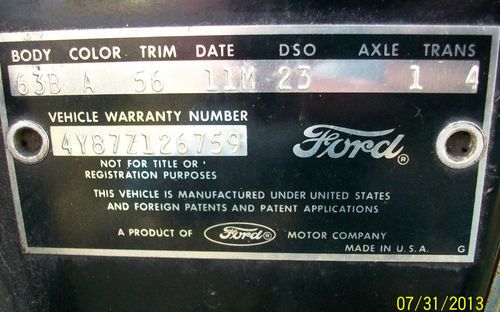 BODY COLOR TRIM DATE DSO AXLE TRANS
63B A 56 11M 23 1 4
VEHICLE WARRANTY NUMBER
4Y87Z126759
Ford®
NOT FOR TITLE OR
REGISTRATION PURPOSES
THIS VEHICLE IS MANUFACTURED UNDER UNITED STATES
AND FOREIGN PATENTS AND PATENT APPLICATIONS
A PRODUCT OF Ford® MOTOR COMPANY
MADE IN U.S.A. G
07/31/2013